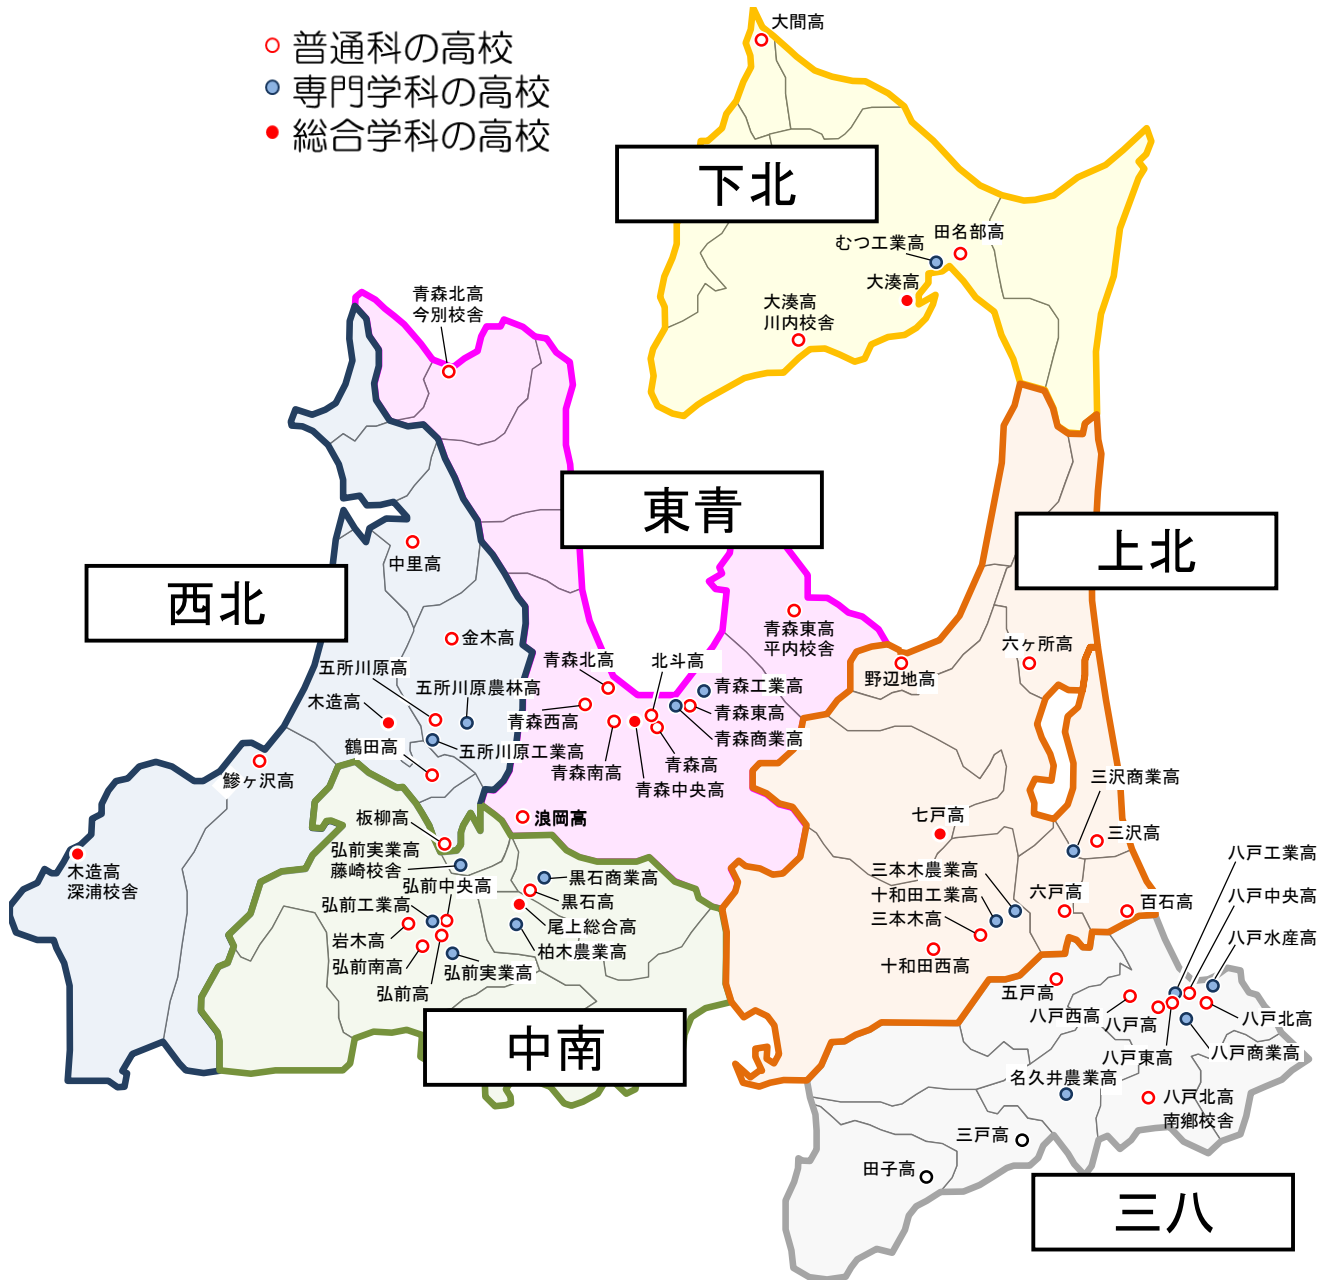 普通科の高校
専門学科の高校
総合学科の高校
大間高
下北
田名部高
むつ工業高
大湊高
大湊高
川内校舎
青森北高
今別校舎
東青
上北
西北
中里高
金木高
五所川原高
五所川原農林高
木造高
鶴田高
五所川原工業高
鰺ヶ沢高
木造高
深浦校舎
青森東高
平内校舎
青森北高
北斗高
青森工業高
青森西高
青森東高
青森商業高
青森南高
青森高
青森中央高
浪岡高
野辺地高
六ヶ所高
三沢商業高
七戸高
三沢高
三本木農業高
十和田工業高
三本木高
六戸高
百石高
十和田西高
板柳高
弘前実業高
藤崎校舎
弘前中央高
黒石商業高
弘前工業高
黒石高
尾上総合高
岩木高
柏木農業高
弘前南高
弘前実業高
弘前高
中南
八戸工業高
八戸中央高
八戸水産高
五戸高
八戸西高
八戸高
八戸北高
八戸東高
八戸商業高
名久井農業高
八戸北高
南郷校舎
三戸高
田子高
三八